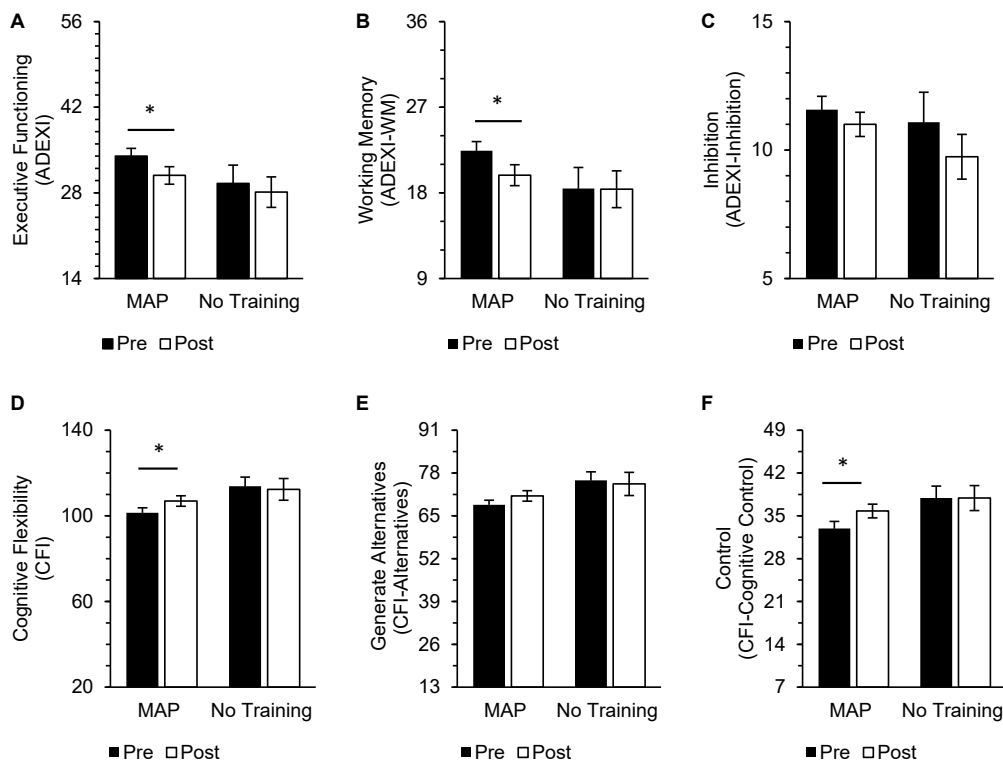 A
Executive Functioning
(ADEXI)
56
42
28
14
*
MAP
No Training
Pre
Post
B
Working Memory
(ADEXI-WM)
36
27
18
9
*
MAP
No Training
Pre
Post
C
Inhibition
(ADEXI-Inhibition)
15
10
5
MAP
No Training
Pre
Post
D
Cognitive Flexibility
(CFI)
140
100
60
20
*
MAP
No Training
Pre
Post
E
Generate Alternatives
(CFI-Alternatives)
91
78
65
52
39
26
13
MAP
No Training
Pre
Post
F
Control
(CFI-Cognitive Control)
49
42
35
28
21
14
7
*
MAP
No Training
Pre
Post